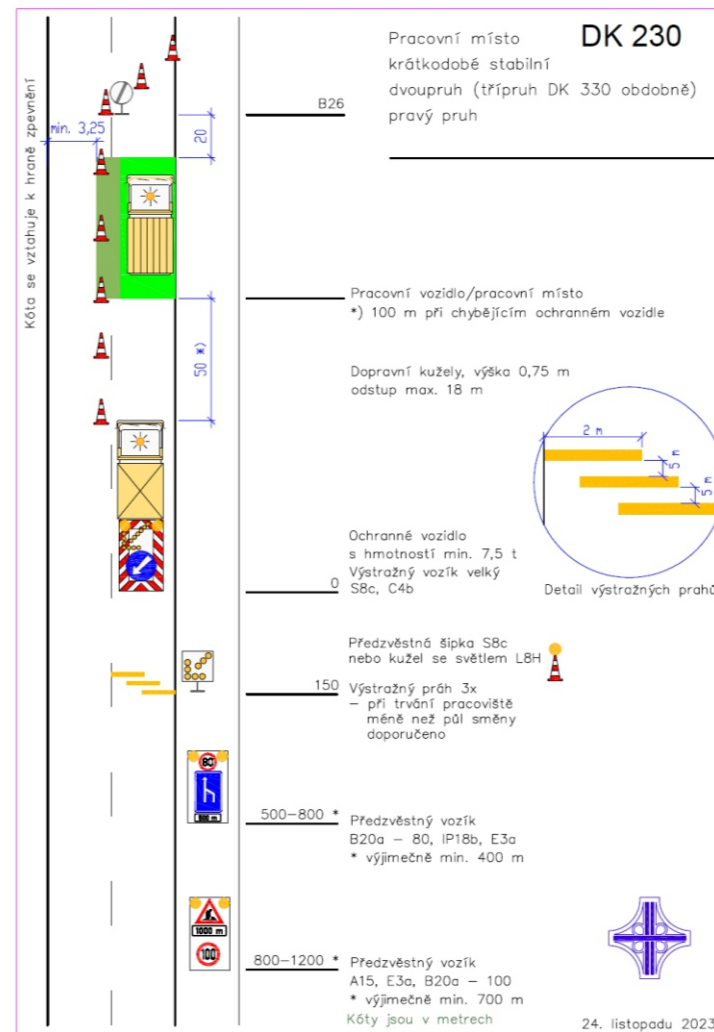 Pracovní místo
DK 230
krátkodobé stabilní
dvoupruh (třípruh DK 330 obdobně)
pravý pruh
B26
min. 3,25
20
Kóta se vztahuje k hraně zpevnění
Pracovní vozidlo/pracovní místo
*) 100 m při chybějícím ochranném vozidle
50 *)
Dopravní kužely, výška 0,75 m
odstup max. 18 m
2 m
5 m
5 m
Detail výstražných prahů
Ochranné vozidlo
s hmotností min. 7,5 t
Výstražný vozík velký
S8c, C4b
0
Předzvěstná šipka S8c
nebo kužel se světlem L8H
150
Výstražný práh 3x
– při trvání pracoviště
méně než půl směny
doporučeno
80
500–800 *
Předzvěstný vozík
B20a – 80, IP18b, E3a
* výjimečně min. 400 m
1000 m
100
800–1200 *
Předzvěstný vozík
A15, E3a, B20a – 100
* výjimečně min. 700 m
Kóty jsou v metrech
24. listopadu 2023